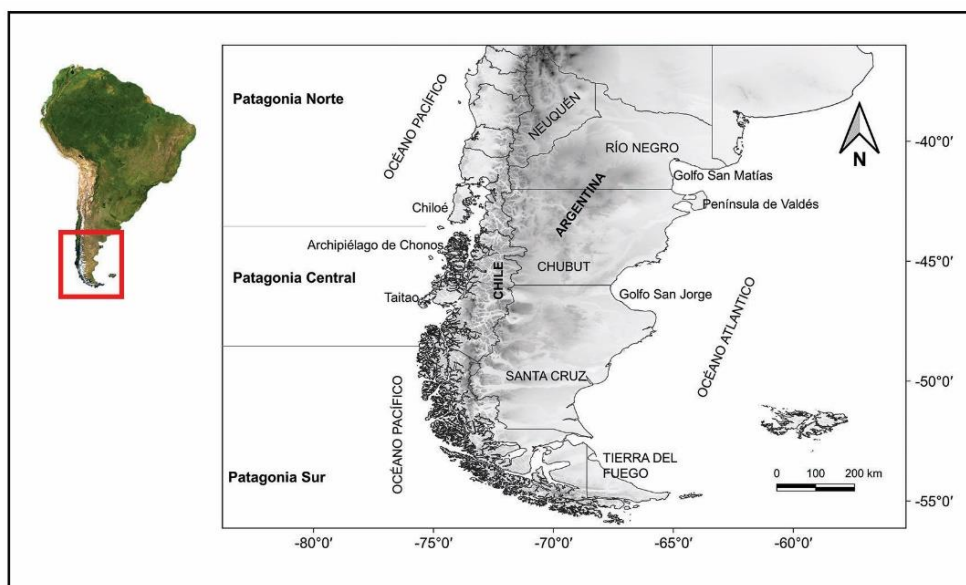 Patagonia Norte
OCÉANO PACÍFICO
NEUQUÉN
RÍO NEGRO
N
-40°0'
Golfo San Matías
Península de Valdés
ARGENTINA
Chiloé
Archipiélago de Chonos
Patagonia Central
CHILE
CHUBUT
-45°0'
Taitao
Golfo San Jorge
OCÉANO ATLANTICO
SANTA CRUZ
-50°0'
OCÉANO PACÍFICO
TIERRA DEL
FUEGO
Patagonia Sur
0 100 200 km
-55°0'
-80°0' -75°0' -70°0' -65°0' -60°0'